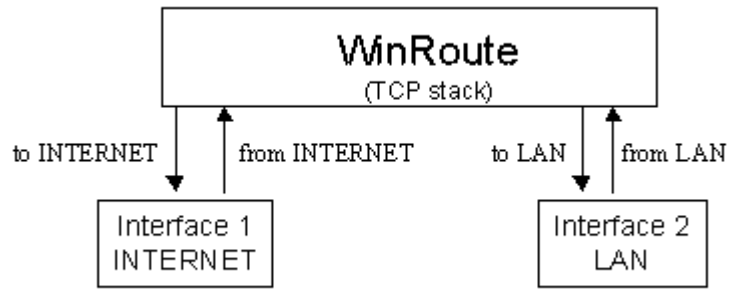 WinRoute
(TCP stack)
to INTERNET
from INTERNET
to LAN
from LAN
Interface 1
INTERNET
Interface 2
LAN